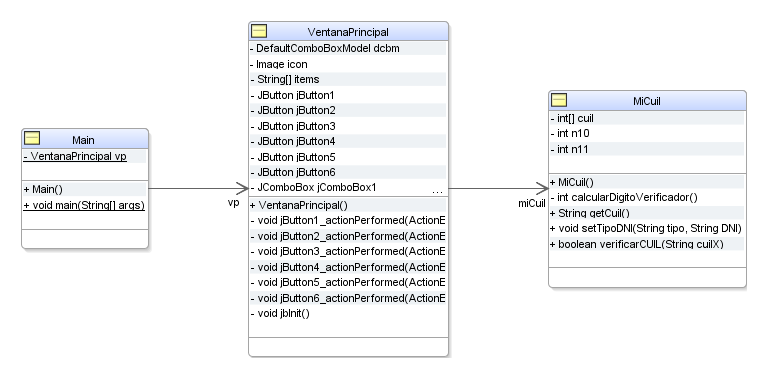 Main
- VentanaPrincipal vp
+ Main()
+ void main(String[] args)
vp
VentanaPrincipal
- DefaultComboBoxModel dcbm
- Image icon
- String[] items
- JButton jButton1
- JButton jButton2
- JButton jButton3
- JButton jButton4
- JButton jButton5
- JButton jButton6
- JComboBox jComboBox1 ...
+ VentanaPrincipal()
- void jButton1_actionPerformed(ActionE
- void jButton2_actionPerformed(ActionE
- void jButton3_actionPerformed(ActionE
- void jButton4_actionPerformed(ActionE
- void jButton5_actionPerformed(ActionE
- void jButton6_actionPerformed(ActionE
- void jbInit()
miCuil
MiCuil
- int[] cuil
- int n10
- int n11
+ MiCuil()
- int calcularDigitoVerificador()
+ String getCuil()
+ void setTipoDNI(String tipo, String DNI)
+ boolean verificarCUIL(String cuilX)